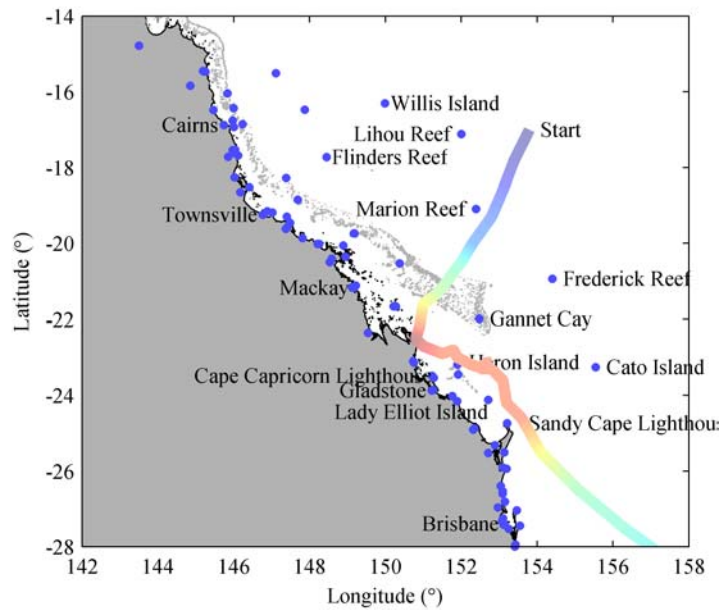 -14
-16
-18
-20
-22
-24
-26
-28
Latitude (°)
Willis Island
Cairns
Lihou Reef
Start
Flinders Reef
Marion Reef
Townsville
Frederick Reef
Mackay
Gannet Cay
Heron Island
Cato Island
Cape Capricorn Lighthous
Gladstone
Lady Elliot Island
Sandy Cape Lighthous
Brisbane
142 144 146 148 150 152 154 156 158
Longitude (°)